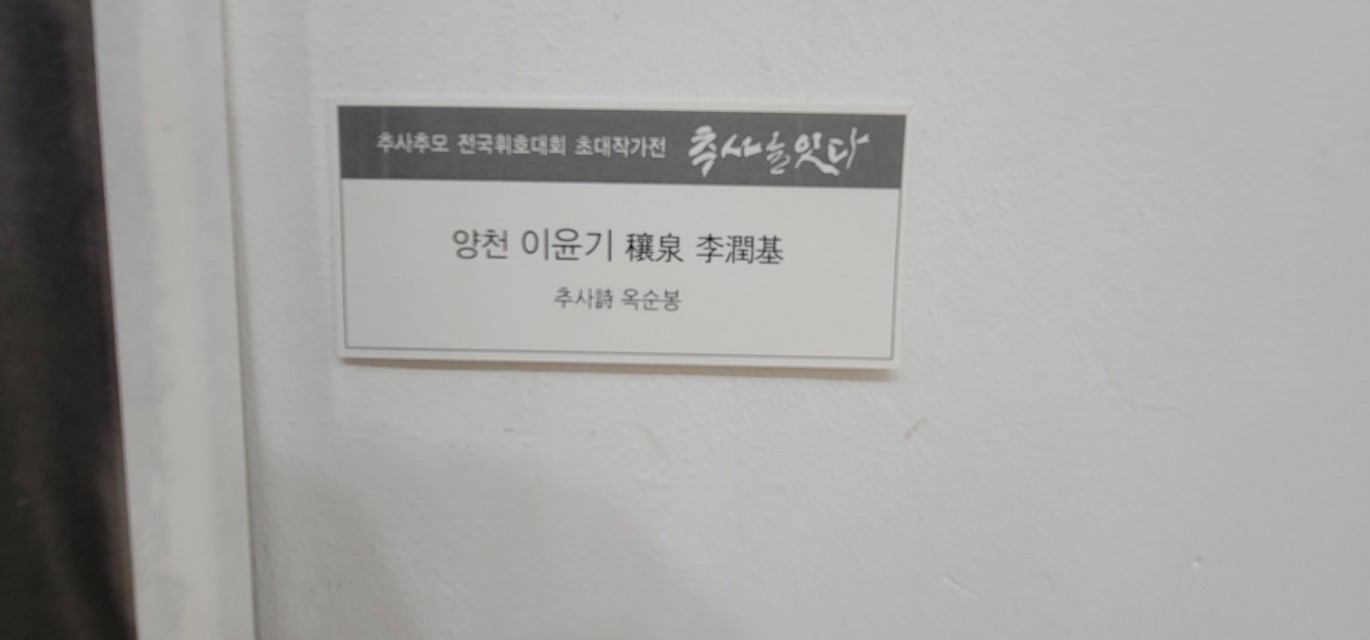 추사추모 전국휘호대회 초대작가전 추사를 잇다
양천 이윤기 穰泉 李潤基
추사詩 옥순봉